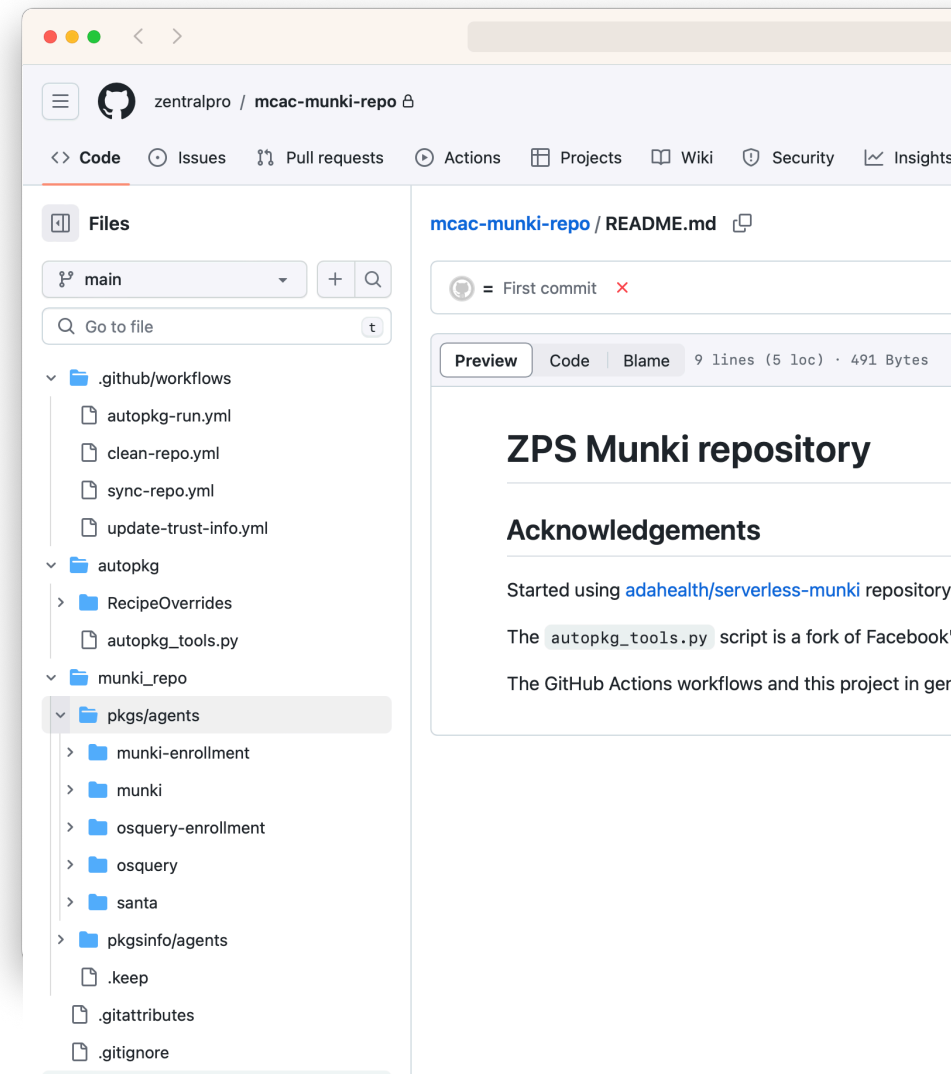 zentralpro / mcac-munki-repo
Code Issues Pull requests Actions Projects Wiki Security Insights
Files
main
Go to file t
.github/workflows
autopkg-run.yml
clean-repo.yml
sync-repo.yml
update-trust-info.yml
autopkg
RecipeOverrides
autopkg_tools.py
munki_repo
pkgs/agents
munki-enrollment
munki
osquery-enrollment
osquery
santa
pkgsinfo/agents
.keep
.gitattributes
.gitignore
mcac-munki-repo / README.md
= First commit
Preview Code Blame 9 lines (5 loc) · 491 Bytes
ZPS Munki repository
Acknowledgements
Started using adahealth/serverless-munki repository
The autopkg_tools.py script is a fork of Facebook'
The GitHub Actions workflows and this project in ger